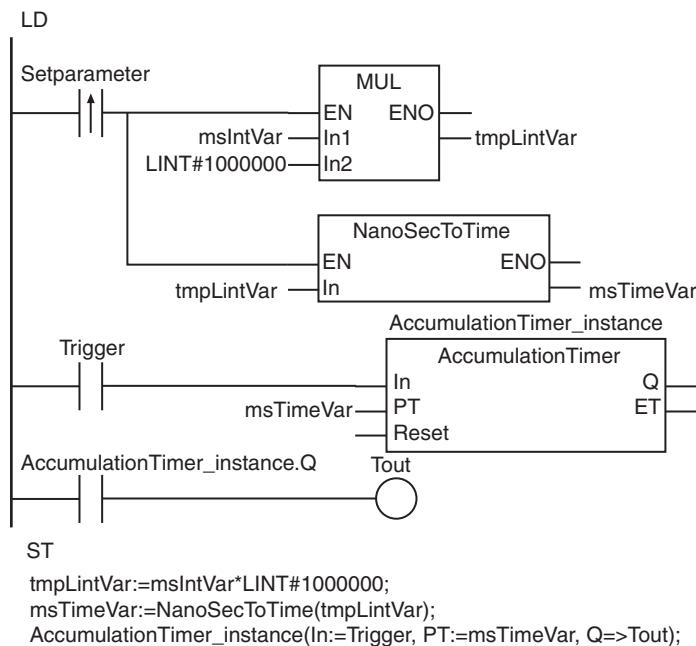 LD
Setparameter
MUL
EN ENO
msIntVar In1 tmpLintVar
LINT#1000000 In2
NanoSecToTime
EN ENO
tmpLintVar In msTimeVar
AccumulationTimer_instance
Trigger AccumulationTimer
In Q
msTimeVar PT ET
Reset
AccumulationTimer_instance.Q Tout
ST
tmpLintVar:=msIntVar*LINT#1000000;
msTimeVar:=NanoSecToTime(tmpLintVar);
AccumulationTimer_instance(In:=Trigger, PT:=msTimeVar, Q=>Tout);